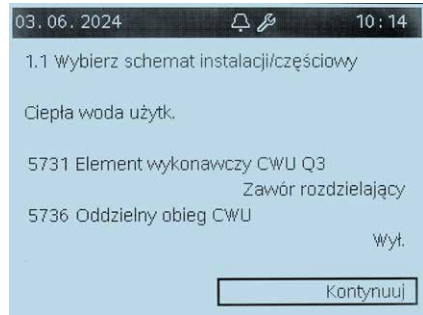 03.06.2024 10:14
1.1 Wybierz schemat instalacji/częściowy
Ciepła woda użytk.
5731 Element wykonawczy CWU Q3
Zawór rozdzielający
5736 Oddzielny obieg CWU
Wył.
Kontynuuj